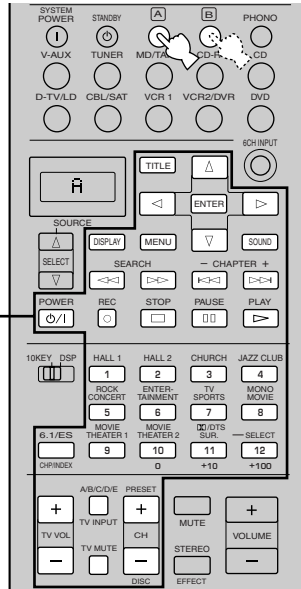 SYSTEM POWER STANDBY A B PHONO
V-AUX TUNER MD/TA CD-R CD
D-TV/LD CBL/SAT VCR 1 VCR2/DVR DVD
6CH INPUT
A
TITLE
ENTER
SOURCE
SELECT
DISPLAY MENU SOUND
SEARCH – CHAPTER +
POWER REC STOP PAUSE PLAY
⏻/I
10KEY DSP HALL 1 HALL 2 CHURCH JAZZ CLUB
1 2 3 4
ROCK CONCERT ENTER-TAINMENT TV SPORTS MONO MOVIE
5 6 7 8
MOVIE THEATER 1 MOVIE THEATER 2 DD/DTS SUR. SELECT
6.1/ES 9 10 11 12
CHP/INDEX 0 +10 +100
A/B/C/D/E PRESET
+ TV INPUT + MUTE +
TV VOL CH VOLUME
– TV MUTE – STEREO –
DISC EFFECT